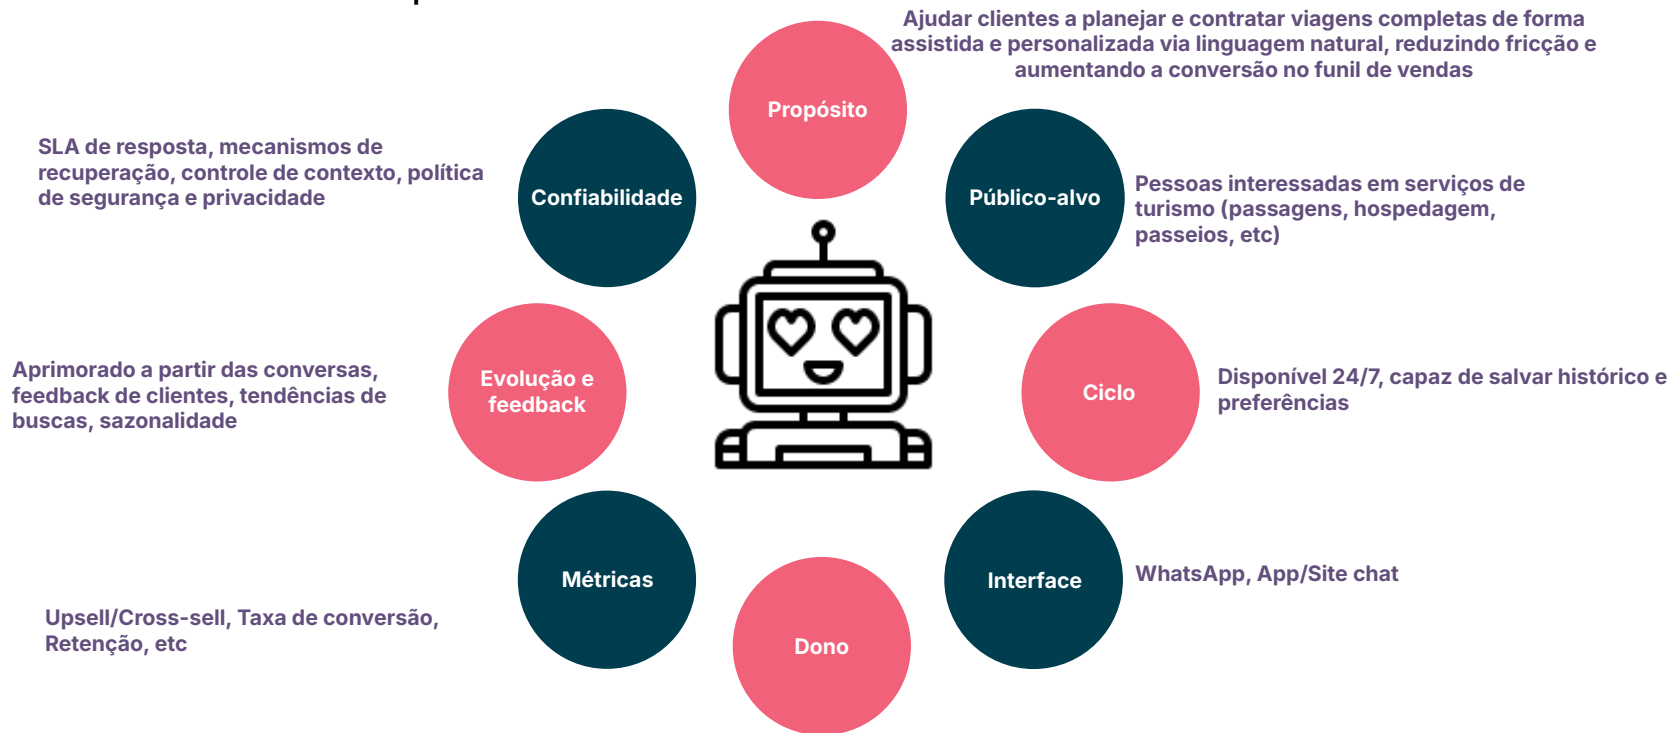 Ajudar clientes a planejar e contratar viagens completas de forma
assistida e personalizada via linguagem natural, reduzindo fricção e
aumentando a conversão no funil de vendas
Propósito
SLA de resposta, mecanismos de
recuperação, controle de contexto, política
de segurança e privacidade
Confiabilidade
Público-alvo
Pessoas interessadas em serviços de
turismo (passagens, hospedagem,
passeios, etc)
Aprimorado a partir das conversas,
feedback de clientes, tendências de
buscas, sazonalidade
Evolução e
feedback
Ciclo
Disponível 24/7, capaz de salvar histórico e
preferências
Métricas
Upsell/Cross-sell, Taxa de conversão,
Retenção, etc
Interface
WhatsApp, App/Site chat
Dono